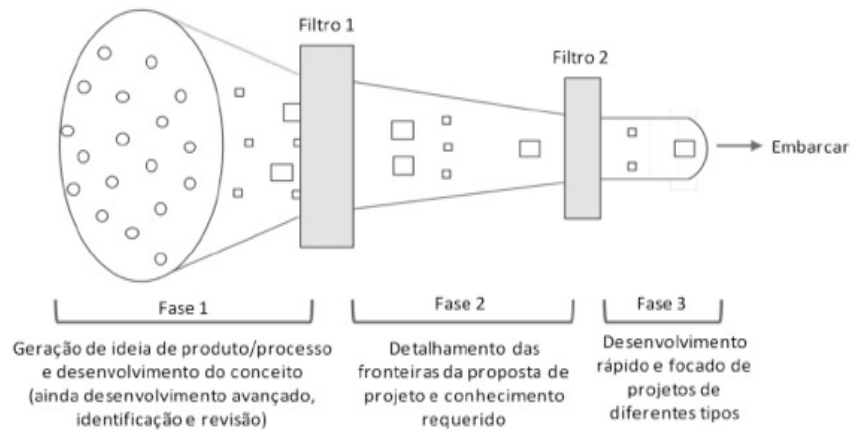 Filtro 1
Filtro 2
Embarcar
Fase 1
Fase 2
Fase 3
Geração de ideia de produto/processo
e desenvolvimento do conceito
(ainda desenvolvimento avançado,
identificação e revisão)
Detalhamento das
fronteiras da proposta de
projeto e conhecimento
requerido
Desenvolvimento
rápido e focado de
projetos de
diferentes tipos